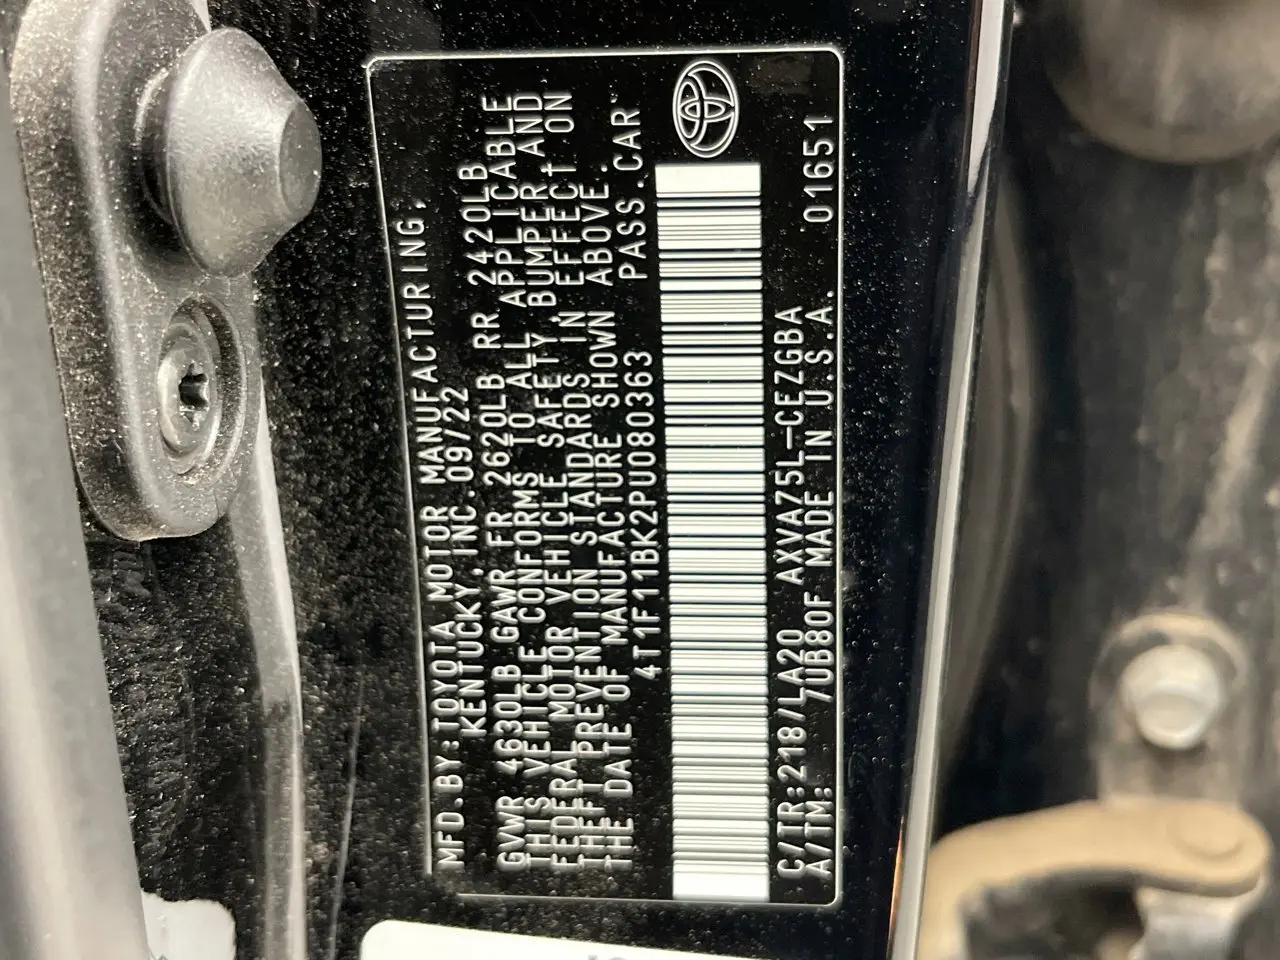 MFD.BY:TOYOTA MOTOR MANUFACTURING,
KENTUCKY, INC. 09/22
GVWR 4630LB GAWR FR 2620LB RR 2420LB
THIS VEHICLE CONFORMS TO ALL APPLICABLE
FEDERAL MOTOR VEHICLE SAFETY, BUMPER, AND
THEFT PREVENTION STANDARDS IN EFFECT ON
THE DATE OF MANUFACTURE SHOWN ABOVE.
4T1F11BK2PU080363 PASS.CAR
C/TR:218/LA20 AXVA75L-CEZGBA
A/TM: 7UB80F MADE IN U.S.A. 01651